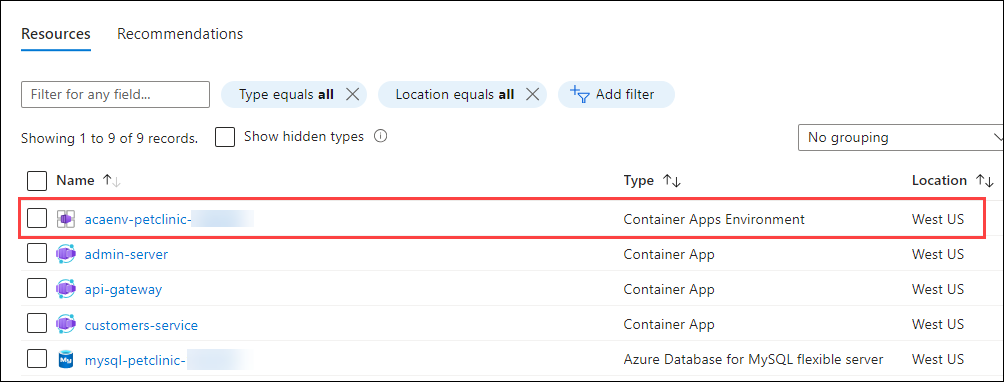 Resources Recommendations
Filter for any field... Type equals all Location equals all Add filter
Showing 1 to 9 of 9 records. Show hidden types No grouping
Name Type Location
acaenv-petclinic- Container Apps Environment West US
admin-server Container App West US
api-gateway Container App West US
customers-service Container App West US
mysql-petclinic- Azure Database for MySQL flexible server West US